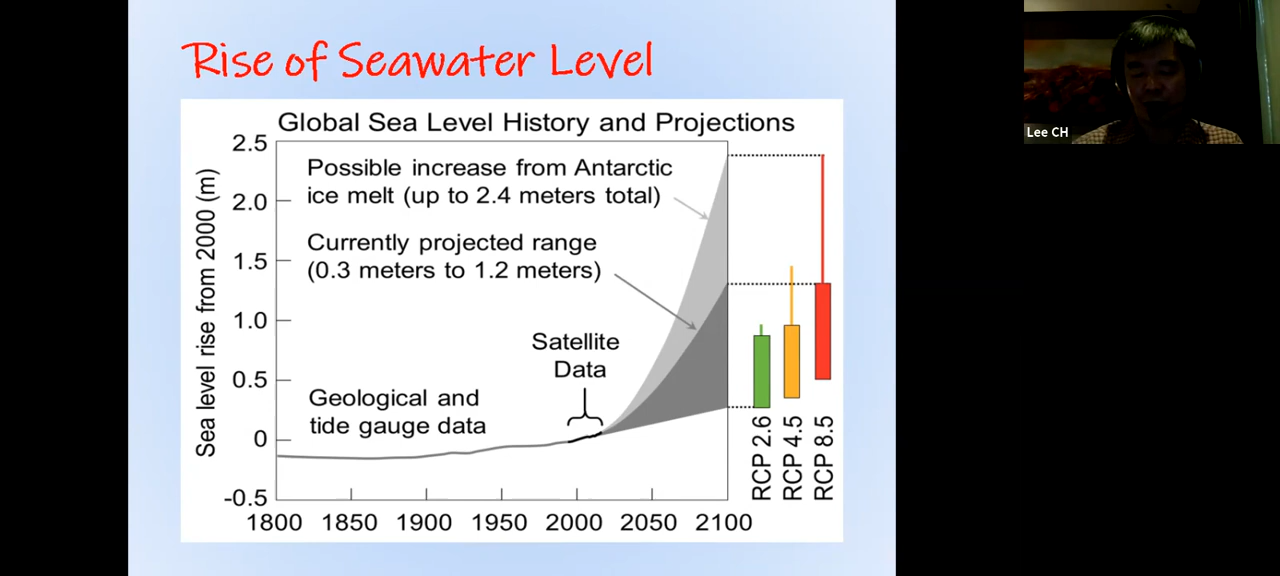 Rise of Seawater Level
Lee CH
Global Sea Level History and Projections
Sea level rise from 2000 (m)
2.5
2.0
1.5
1.0
0.5
0
-0.5
Possible increase from Antarctic
ice melt (up to 2.4 meters total)
Currently projected range
(0.3 meters to 1.2 meters)
Satellite
Data
Geological and
tide gauge data
1800
1850
1900
1950
2000
2050
2100
RCP 2.6
RCP 4.5
RCP 8.5